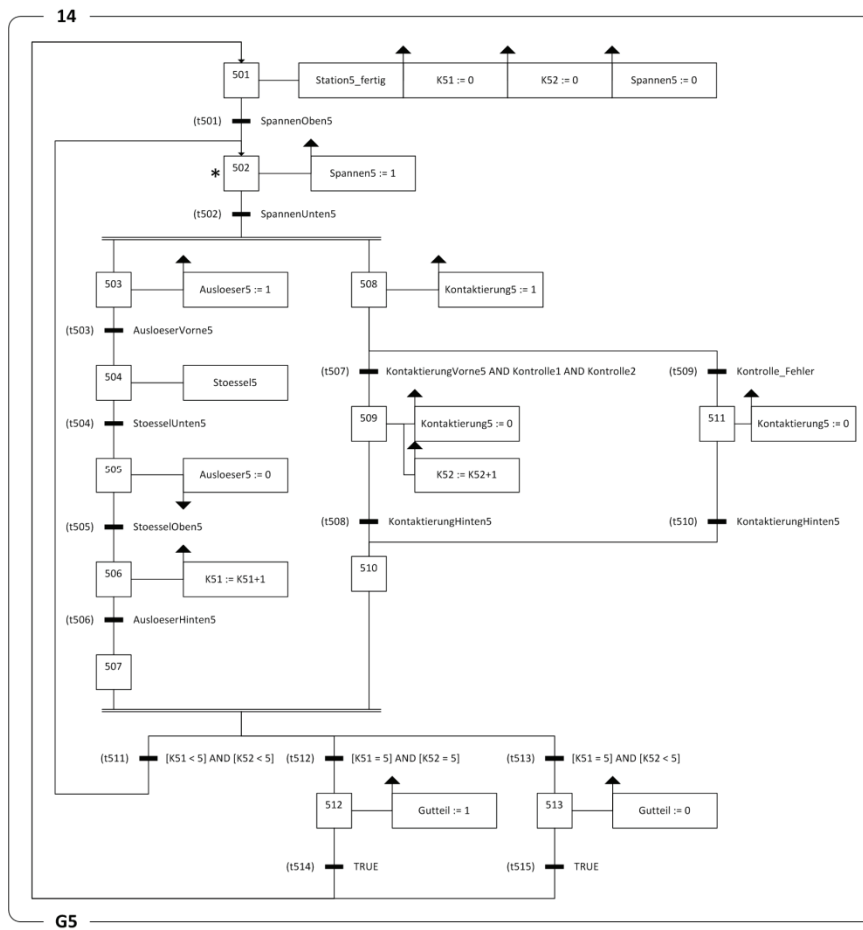 14
501
Station5_fertig
K51 := 0
K52 := 0
Spannen5 := 0
(t501)
SpannenOben5
*
502
Spannen5 := 1
(t502)
SpannenUnten5
503
Ausloeser5 := 1
508
Kontaktierung5 := 1
(t503)
AusloeserVorne5
504
Stoessel5
(t507)
KontaktierungVorne5 AND Kontrolle1 AND Kontrolle2
(t509)
Kontrolle_Fehler
509
Kontaktierung5 := 0
511
Kontaktierung5 := 0
(t504)
StoesselUnten5
505
Ausloeser5 := 0
K52 := K52+1
(t505)
StoesselOben5
(t508)
KontaktierungHinten5
(t510)
KontaktierungHinten5
506
K51 := K51+1
510
(t506)
AusloeserHinten5
507
(t511)
[K51 < 5] AND [K52 < 5]
(t512)
[K51 = 5] AND [K52 = 5]
(t513)
[K51 = 5] AND [K52 < 5]
512
Gutteil := 1
513
Gutteil := 0
(t514)
TRUE
(t515)
TRUE
G5